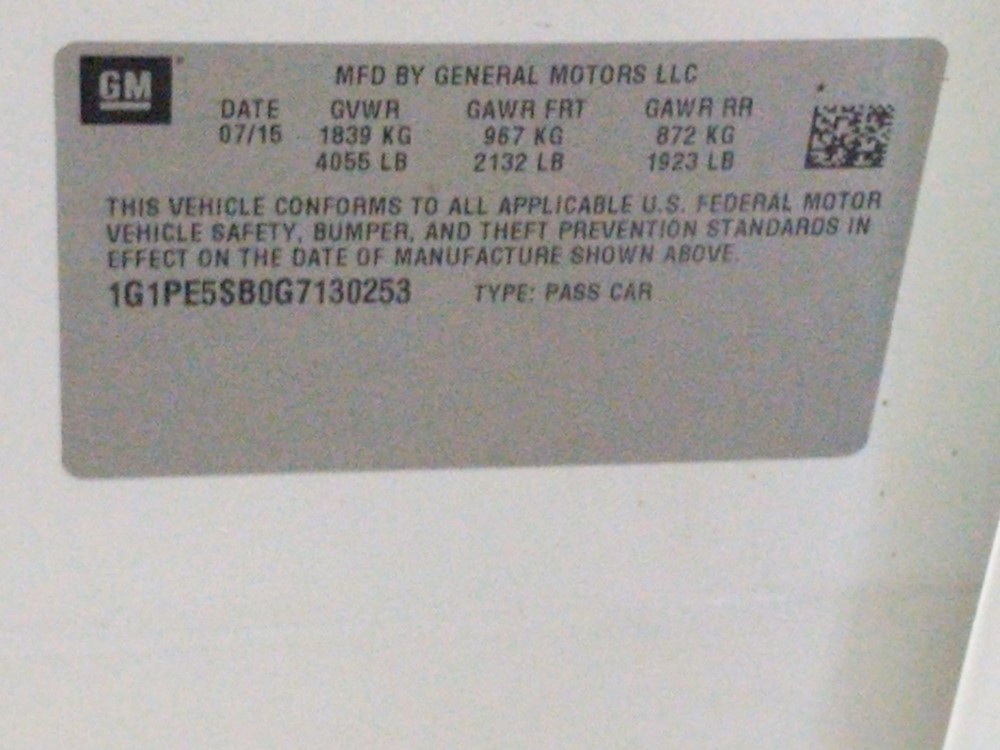 GM
MFD BY GENERAL MOTORS LLC
DATE GVWR GAWR FRT GAWR RR
07/15 1839 KG 967 KG 872 KG
4055 LB 2132 LB 1923 LB
THIS VEHICLE CONFORMS TO ALL APPLICABLE U.S. FEDERAL MOTOR
VEHICLE SAFETY, BUMPER, AND THEFT PREVENTION STANDARDS IN
EFFECT ON THE DATE OF MANUFACTURE SHOWN ABOVE.
1G1PE5SB0G7130253 TYPE: PASS CAR